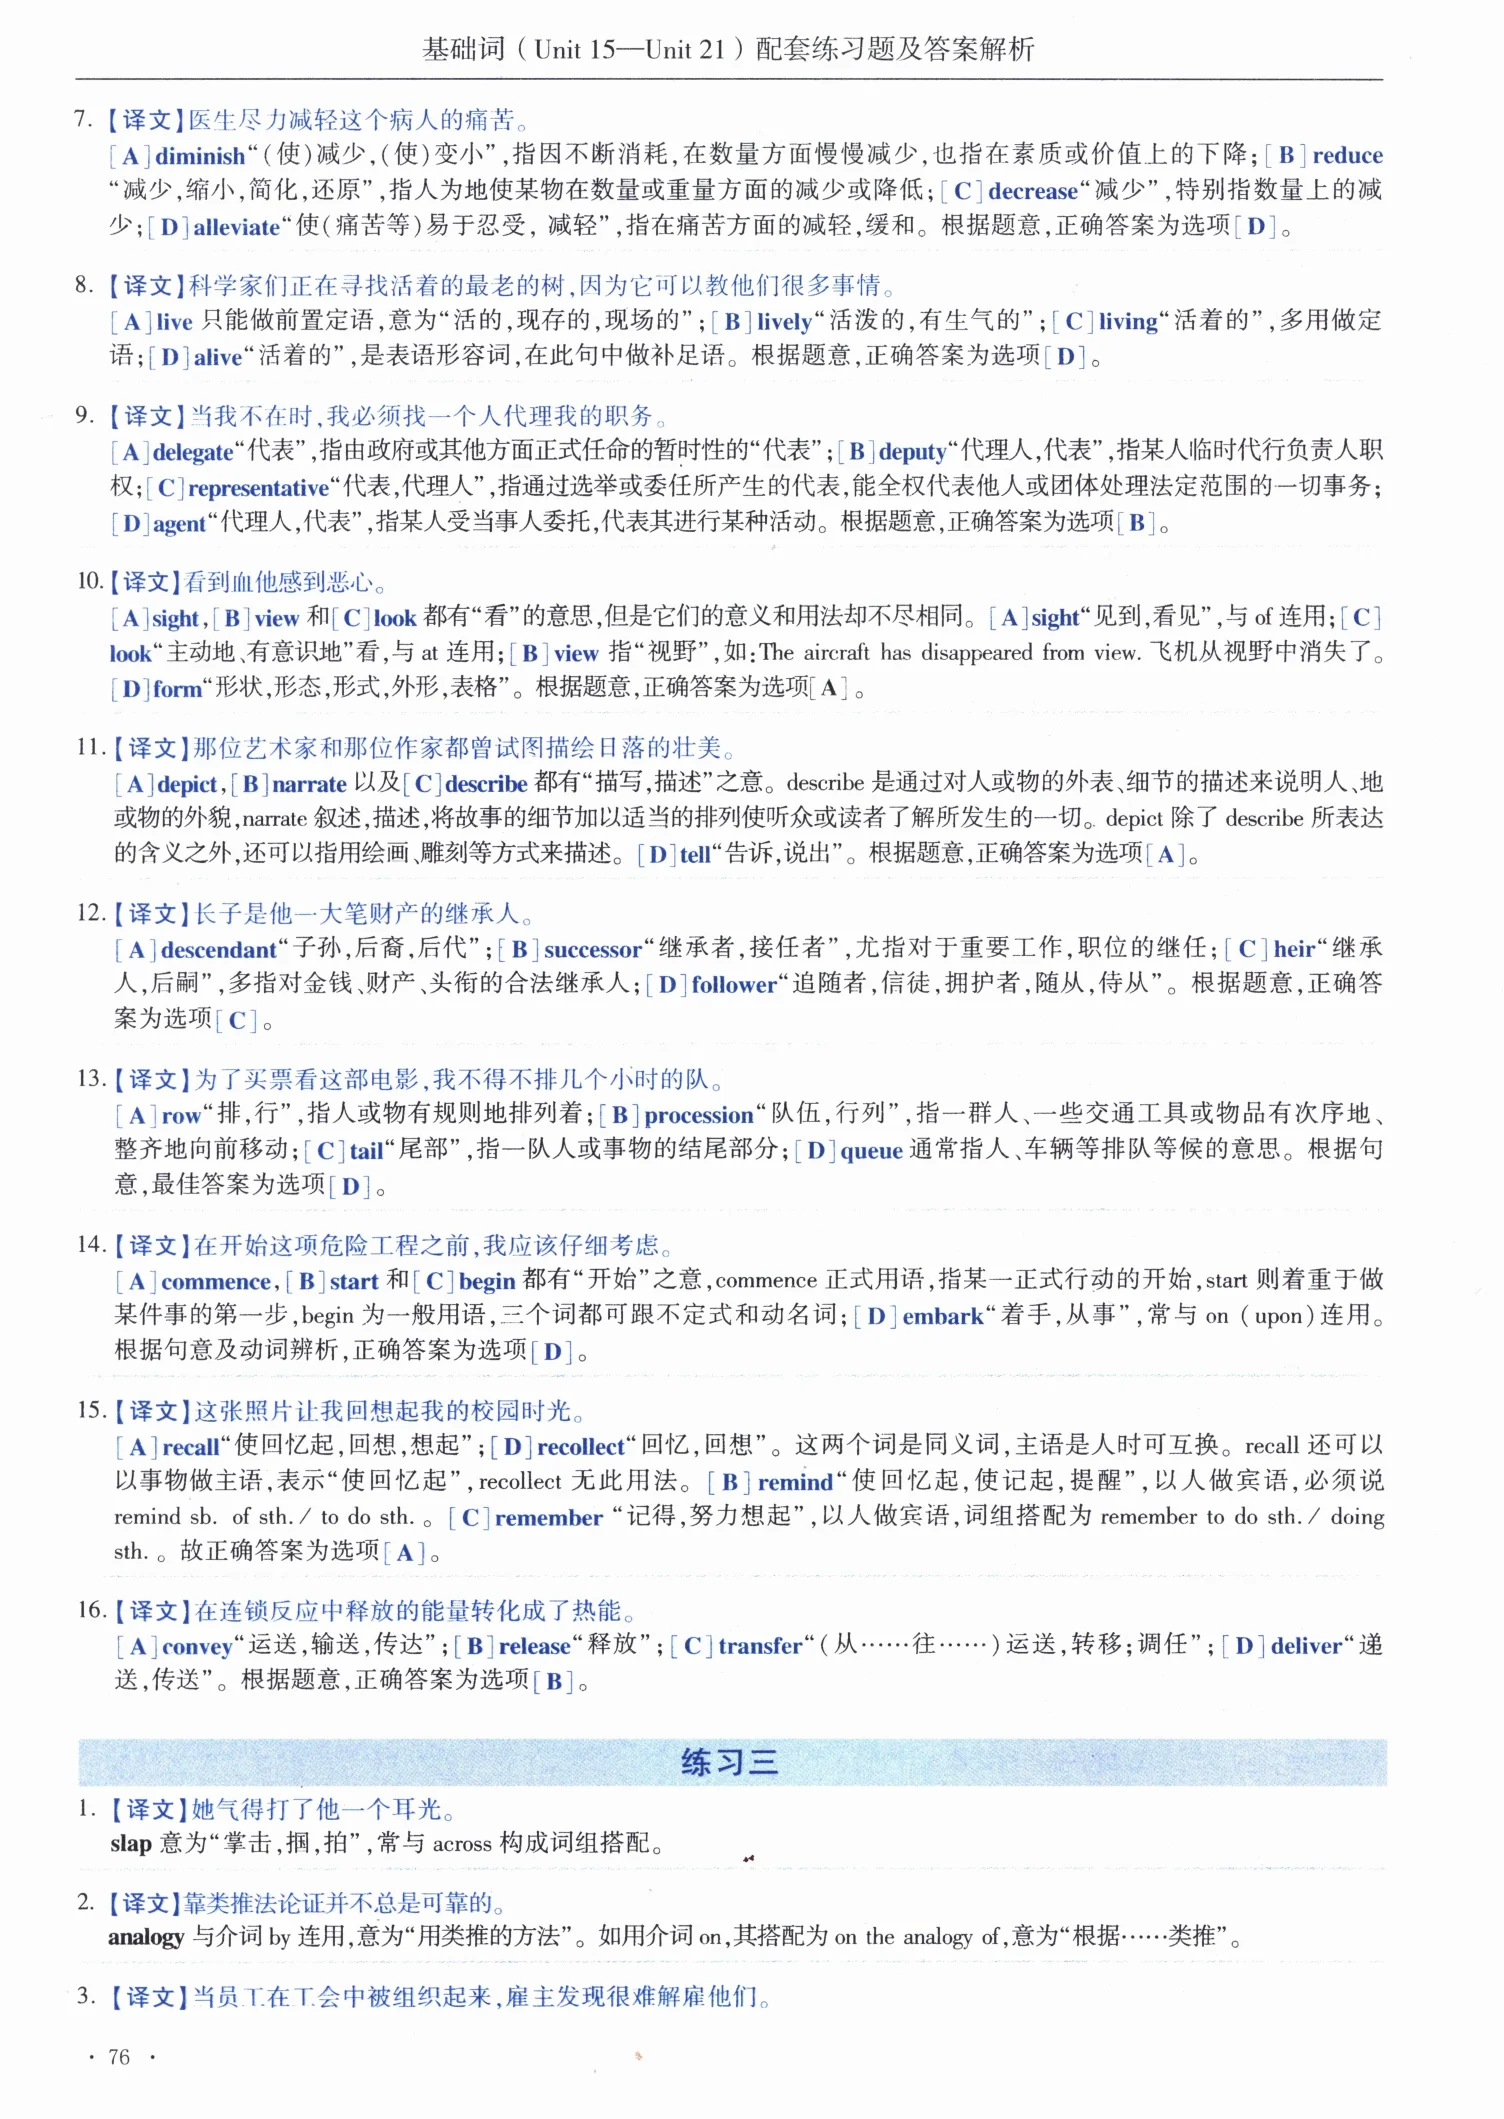 基础词（Unit 15—Unit 21）配套练习题及答案解析
7.【译文】医生尽力减轻这个病人的痛苦。
[A]diminish“(使)减少,(使)变小”,指因不断消耗,在数量方面慢慢减少,也指在素质或价值上的下降;[B]reduce
“减少,缩小,简化,还原”,指人为地使某物在数量或重量方面的减少或降低;[C]decrease“减少”,特别指数量上的减
少;[D]alleviate“使(痛苦等)易于忍受, 减轻”,指在痛苦方面的减轻,缓和。根据题意,正确答案为选项[D]。
8.【译文】科学家们正在寻找活着的最老的树,因为它可以教他们很多事情。
[A]live 只能做前置定语,意为“活的,现存的,现场的”;[B]lively“活泼的,有生气的”;[C]living“活着的”,多用做定
语;[D]alive“活着的”,是表语形容词,在此句中做补足语。根据题意,正确答案为选项[D]。
9.【译文】当我不在时,我必须找一个人代理我的职务。
[A]delegate“代表”,指由政府或其他方面正式任命的暂时性的“代表”;[B]deputy“代理人,代表”,指某人临时代行负责人职
权;[C]representative“代表,代理人”,指通过选举或委任所产生的代表,能全权代表他人或团体处理法定范围的一切事务;
[D]agent“代理人,代表”,指某人受当事人委托,代表其进行某种活动。根据题意,正确答案为选项[B]。
10.【译文】看到血他感到恶心。
[A]sight,[B]view 和[C]look 都有“看”的意思,但是它们的意义和用法却不尽相同。[A]sight“见到,看见”,与 of 连用;[C]
look“主动地、有意识地”看,与 at 连用;[B]view 指“视野”,如:The aircraft has disappeared from view. 飞机从视野中消失了。
[D]form“形状,形态,形式,外形,表格”。根据题意,正确答案为选项[A]。
11.【译文】那位艺术家和那位作家都曾试图描绘日落的壮美。
[A]depict,[B]narrate 以及[C]describe 都有“描写,描述”之意。describe 是通过对人或物的外表、细节的描述来说明人、地
或物的外貌,narrate 叙述,描述,将故事的细节加以适当的排列使听众或读者了解所发生的一切。depict 除了 describe 所表达
的含义之外,还可以指用绘画、雕刻等方式来描述。[D]tell“告诉,说出”。根据题意,正确答案为选项[A]。
12.【译文】长子是他一大笔财产的继承人。
[A]descendant“子孙,后裔,后代”;[B]successor“继承者,接任者”,尤指对于重要工作,职位的继任;[C]heir“继承
人,后嗣”,多指对金钱、财产、头衔的合法继承人;[D]follower“追随者,信徒,拥护者,随从,侍从”。根据题意,正确答
案为选项[C]。
13.【译文】为了买票看这部电影,我不得不排几个小时的队。
[A]row“排,行”,指人或物有规则地排列着;[B]procession“队伍,行列”,指一群人、一些交通工具或物品有次序地、
整齐地向前移动;[C]tail“尾部”,指一队人或事物的结尾部分;[D]queue 通常指人、车辆等排队等候的意思。根据句
意,最佳答案为选项[D]。
14.【译文】在开始这项危险工程之前,我应该仔细考虑。
[A]commence,[B]start 和[C]begin 都有“开始”之意,commence 正式用语,指某一正式行动的开始,start 则着重于做
某件事的第一步,begin 为一般用语,三个词都可跟不定式和动名词;[D]embark“着手,从事”,常与 on (upon)连用。
根据句意及动词辨析,正确答案为选项[D]。
15.【译文】这张照片让我回想起我的校园时光。
[A]recall“使回忆起,回想,想起”;[D]recollect“回忆,回想”。这两个词是同义词,主语是人时可互换。recall 还可以
以事物做主语,表示“使回忆起”,recollect 无此用法。[B]remind“使回忆起,使记起,提醒”,以人做宾语,必须说
remind sb. of sth./ to do sth.。[C]remember “记得,努力想起”,以人做宾语,词组搭配为 remember to do sth./ doing
sth.。故正确答案为选项[A]。
16.【译文】在连锁反应中释放的能量转化成了热能。
[A]convey“运送,输送,传达”;[B]release“释放”;[C]transfer“(从……往……)运送,转移;调任”;[D]deliver“递
送,传送”。根据题意,正确答案为选项[B]。
练习三
1.【译文】她气得打了他一个耳光。
slap 意为“掌击,掴,拍”,常与 across 构成词组搭配。
2.【译文】靠类推法论证并不总是可靠的。
analogy 与介词 by 连用,意为“用类推的方法”。如用介词 on,其搭配为 on the analogy of,意为“根据……类推”。
3.【译文】当员工在工会中被组织起来,雇主发现很难解雇他们。
· 76 ·